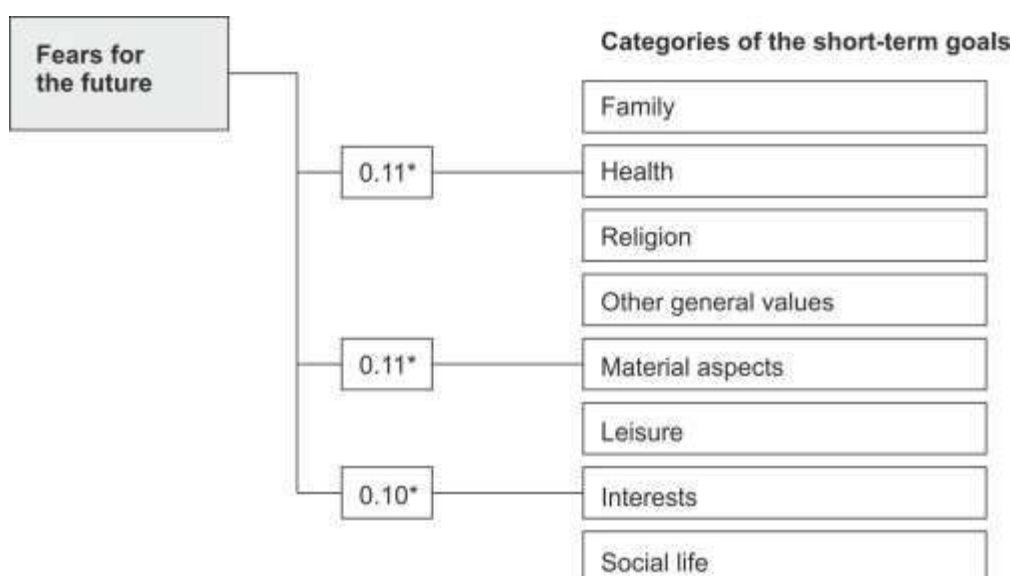 Fears for
the future
Categories of the short-term goals
Family
0.11*
Health
Religion
Other general values
0.11*
Material aspects
Leisure
0.10*
Interests
Social life